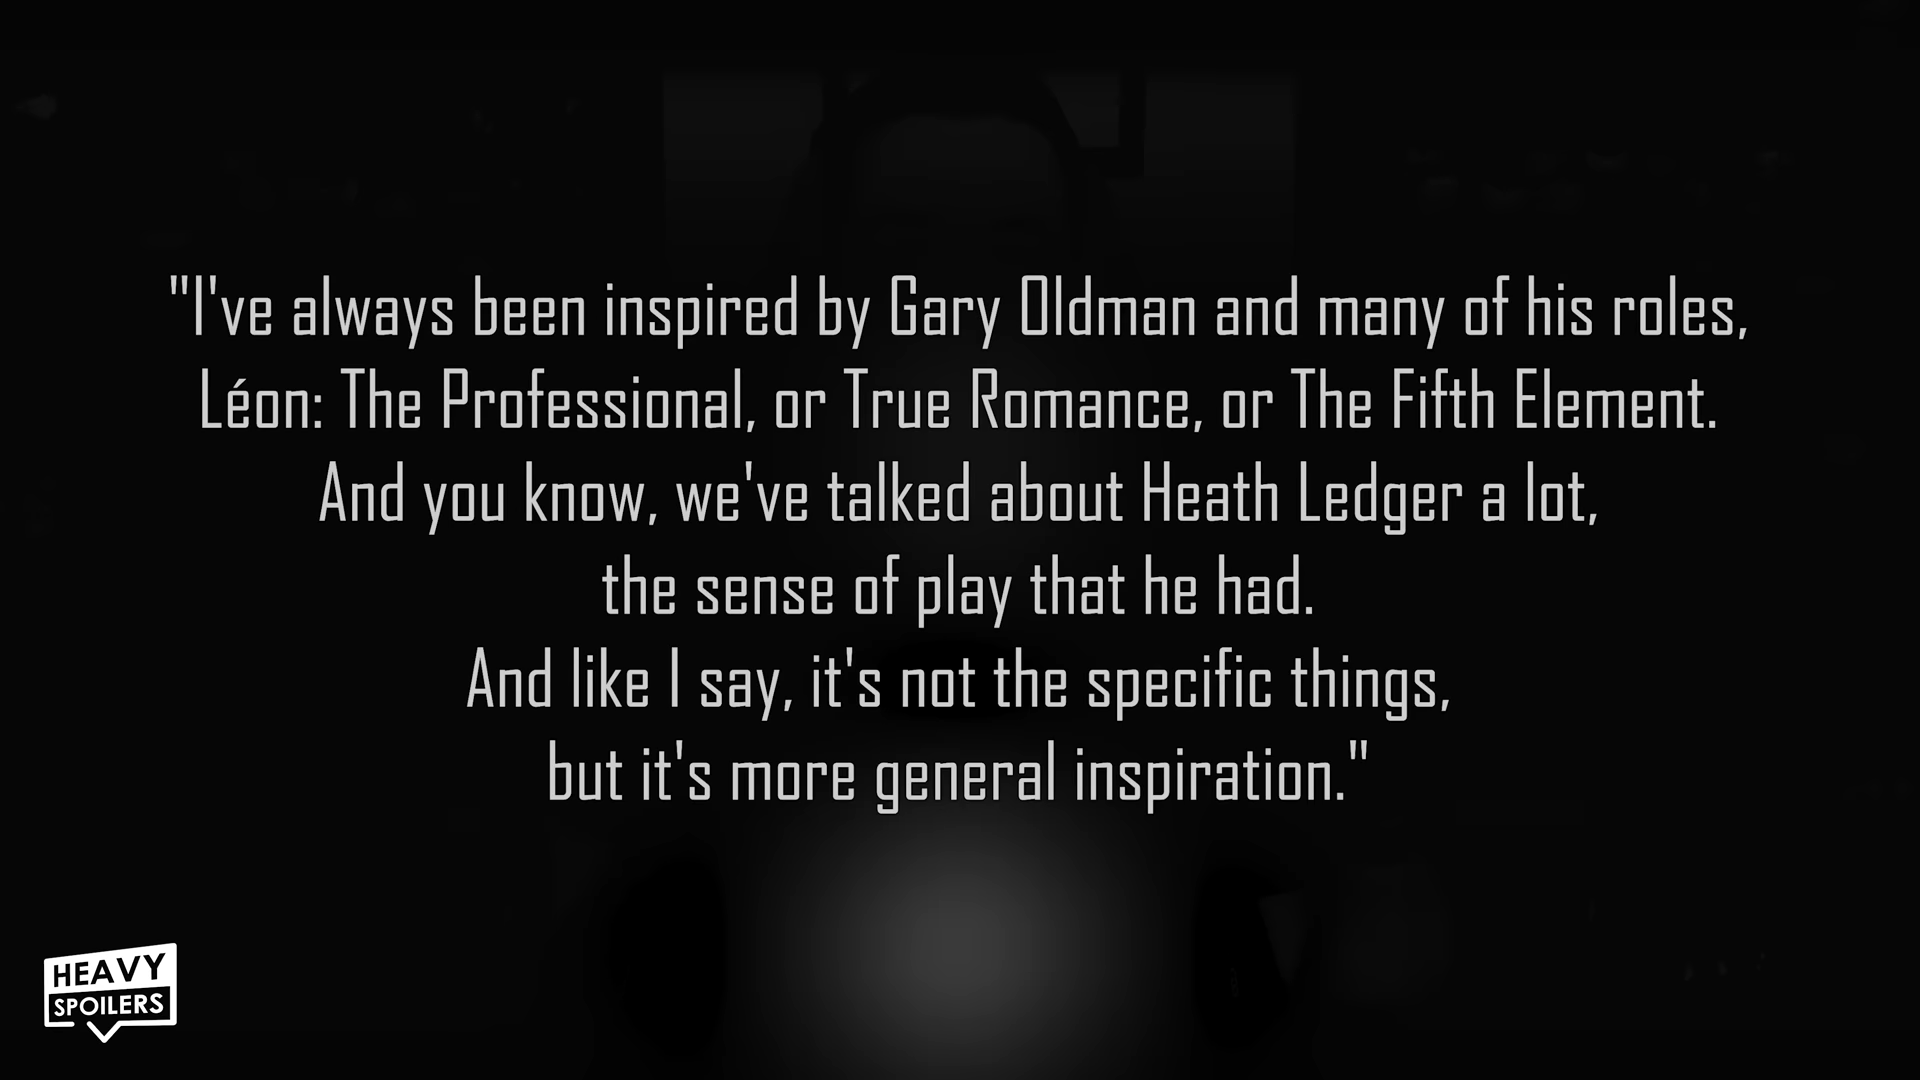 "I've always been inspired by Gary Oldman and many of his roles,
Léon: The Professional, or True Romance, or The Fifth Element.
And you know, we've talked about Heath Ledger a lot,
the sense of play that he had.
And like I say, it's not the specific things,
but it's more general inspiration."
HEAVY
SPOILERS